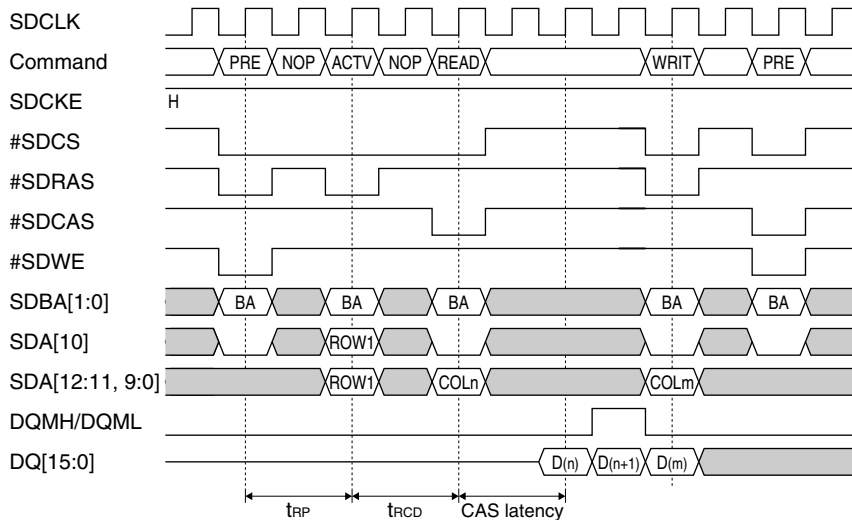 SDCLK
Command PRE NOP ACTV NOP READ WRIT PRE
SDCKE H
#SDCS
#SDRAS
#SDCAS
#SDWE
SDBA[1:0] BA BA BA BA BA
SDA[10] ROW1
SDA[12:11, 9:0] ROW1 COLn COLm
DQMH/DQML
DQ[15:0] D(n) D(n+1) D(m)
tRP tRCD CAS latency